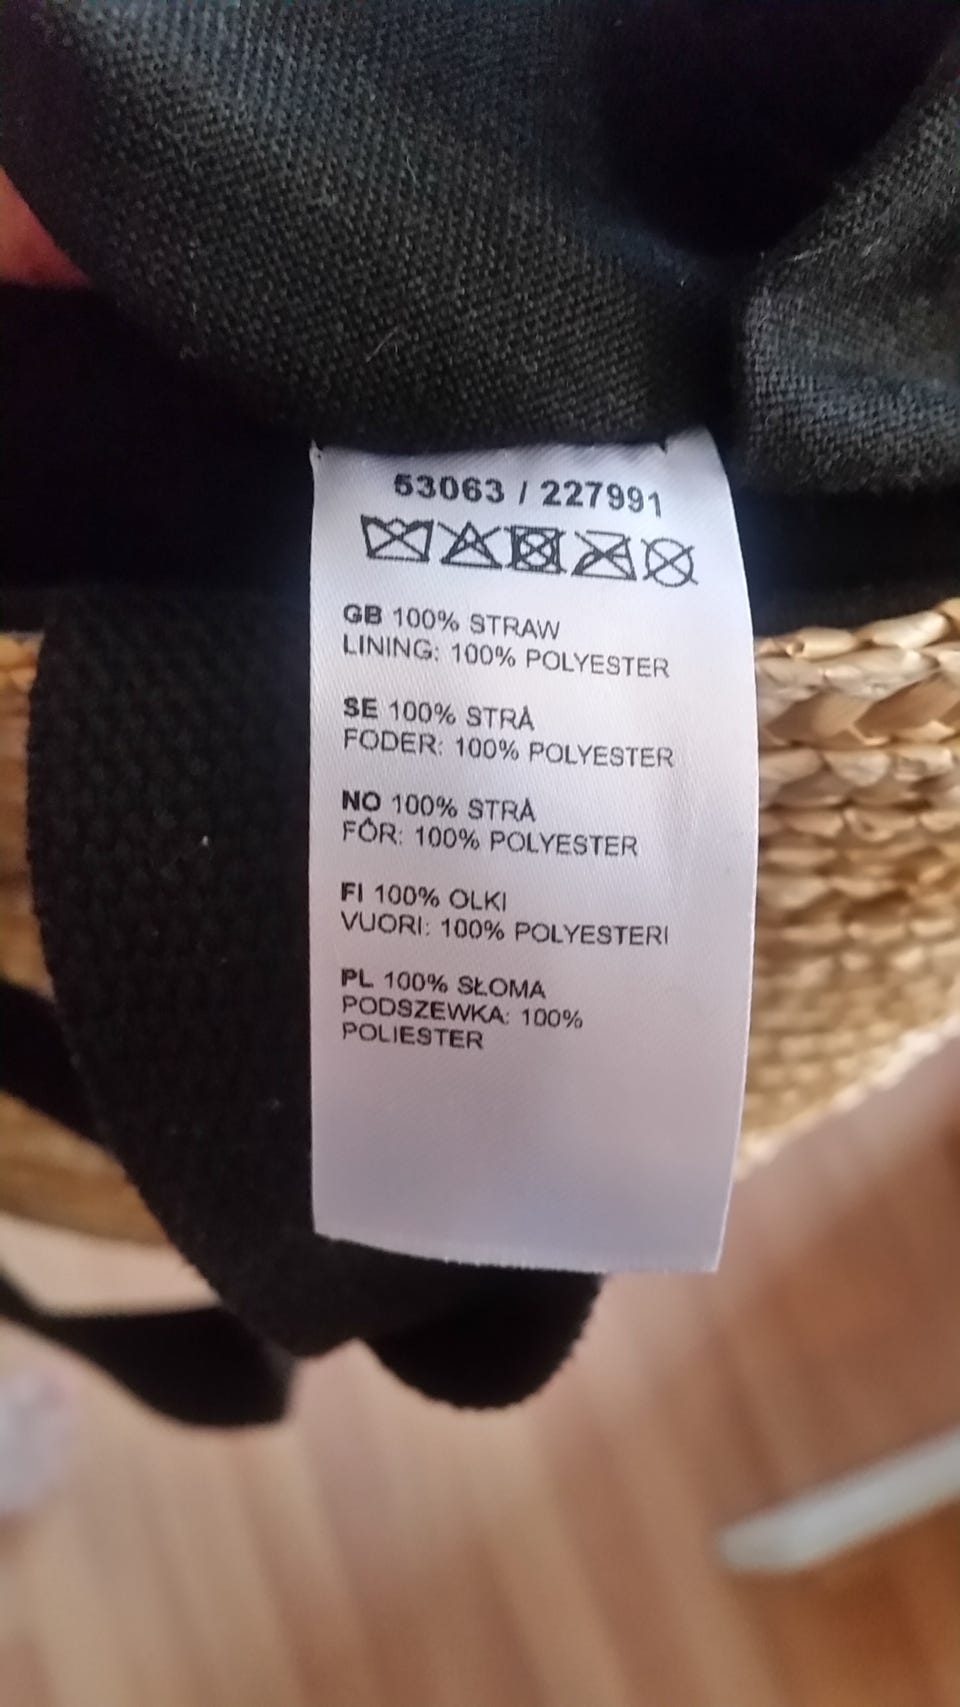 53063 / 227991
GB 100% STRAW
LINING: 100% POLYESTER
SE 100% STRÅ
FODER: 100% POLYESTER
NO 100% STRÅ
FÔR: 100% POLYESTER
FI 100% OLKI
VUORI: 100% POLYESTERI
PL 100% SŁOMA
PODSZEWKA: 100%
POLIESTER